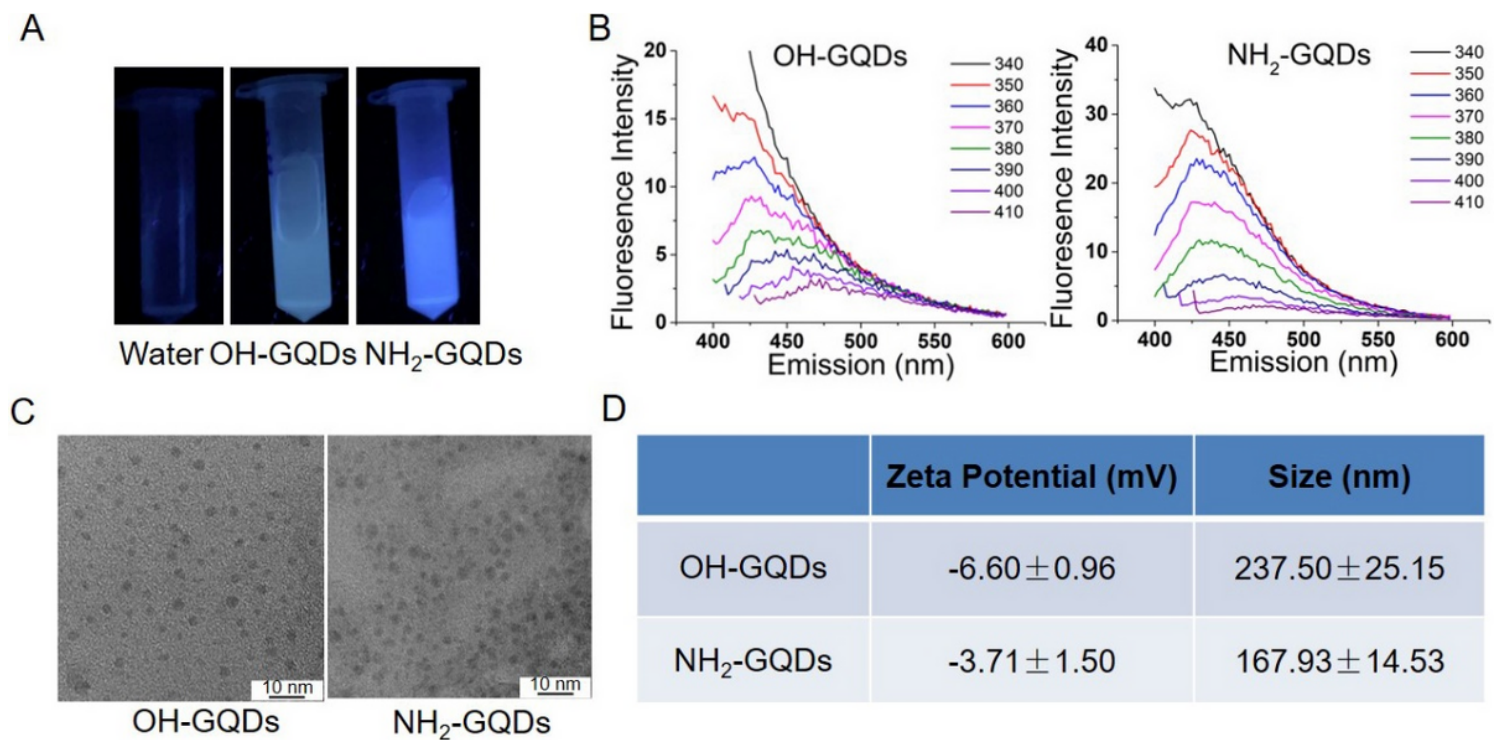 A
Water OH-GQDs NH₂-GQDs
B
OH-GQDs
Fluoresence Intensity
20
15
10
5
0
400 450 500 550 600
Emission (nm)
340
350
360
370
380
390
400
410
NH₂-GQDs
Fluoresence Intensity
40
30
20
10
0
400 450 500 550 600
Emission (nm)
340
350
360
370
380
390
400
410
C
10 nm
OH-GQDs
10 nm
NH₂-GQDs
D
Zeta Potential (mV) Size (nm)
OH-GQDs -6.60±0.96 237.50±25.15
NH₂-GQDs -3.71±1.50 167.93±14.53